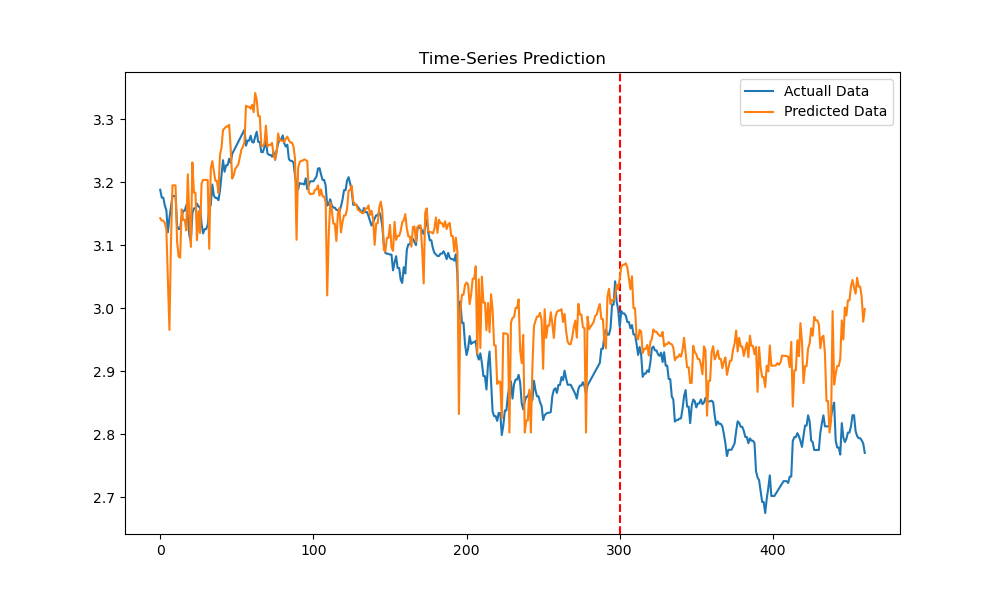 Time-Series Prediction
Actuall Data
Predicted Data
3.3
3.2
3.1
3.0
2.9
2.8
2.7
0 100 200 300 400